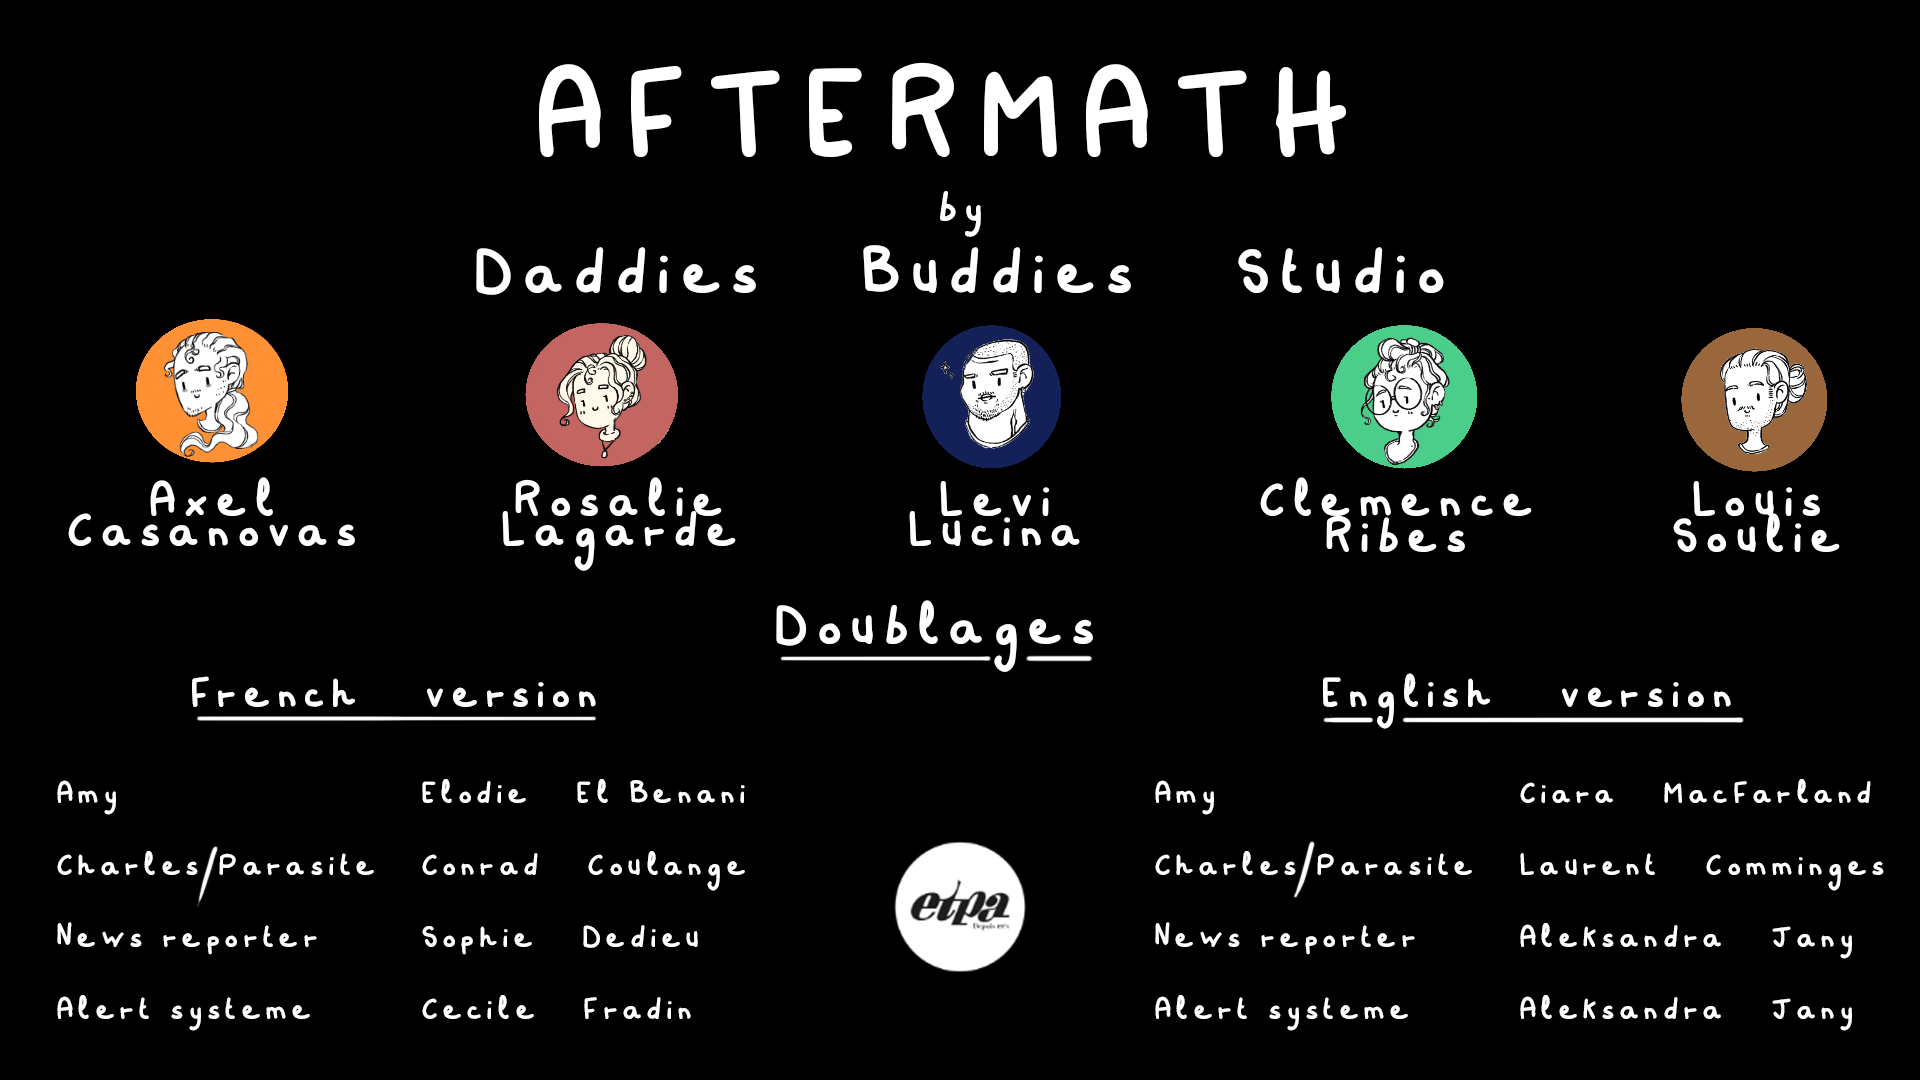 AFTERMATH
by
Daddies Buddies Studio
Axel
Casanovas
Rosalie
Lagarde
Levi
Lucina
Clemence
Ribes
Louis
Soulie
Doublages
French version
Amy Elodie El Benani
Charles/Parasite Conrad Coulange
News reporter Sophie Dedieu
Alert systeme Cecile Fradin
English version
Amy Ciara MacFarland
Charles/Parasite Laurent Comminges
News reporter Aleksandra Jany
Alert systeme Aleksandra Jany
etpa
Depuis